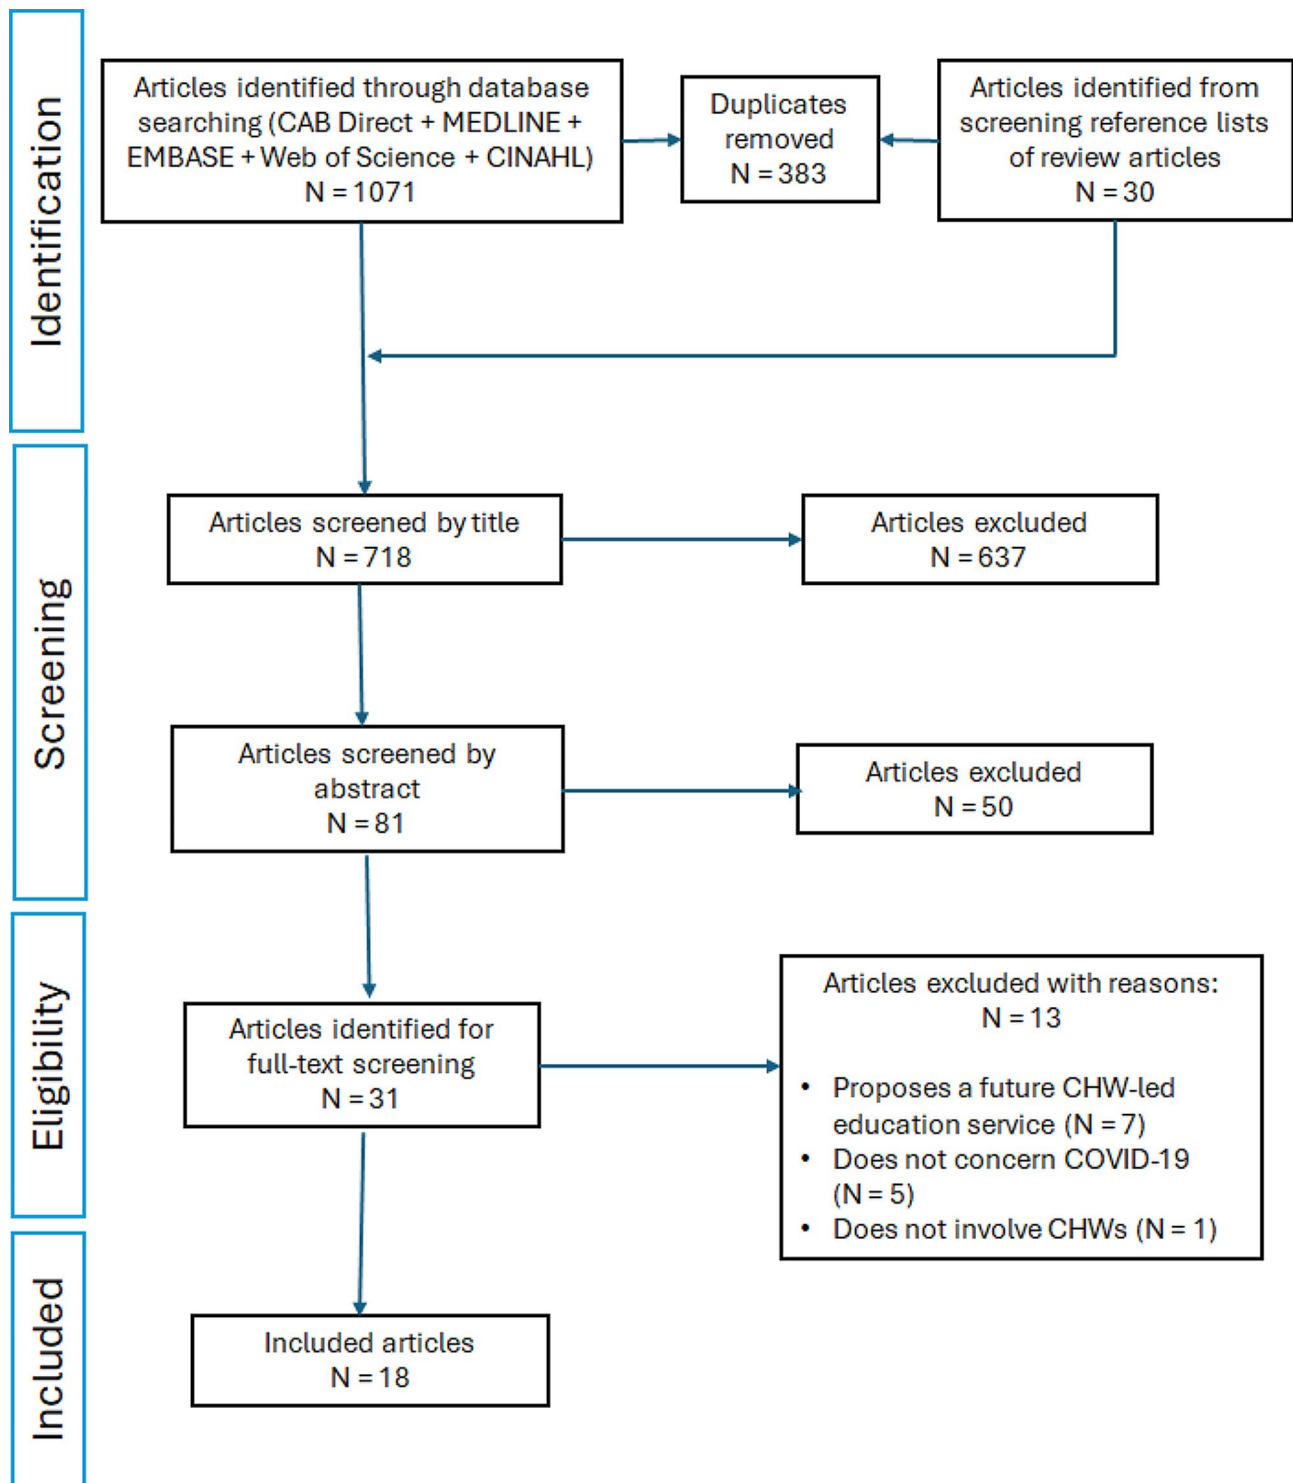 Identification
Articles identified through database
searching (CAB Direct + MEDLINE +
EMBASE + Web of Science + CINAHL)
N = 1071
Duplicates
removed
N = 383
Articles identified from
screening reference lists
of review articles
N = 30
Screening
Articles screened by title
N = 718
Articles excluded
N = 637
Articles screened by
abstract
N = 81
Articles excluded
N = 50
Eligibility
Articles identified for
full-text screening
N = 31
Articles excluded with reasons:
N = 13
• Proposes a future CHW-led
education service (N = 7)
• Does not concern COVID-19
(N = 5)
• Does not involve CHWs (N = 1)
Included
Included articles
N = 18